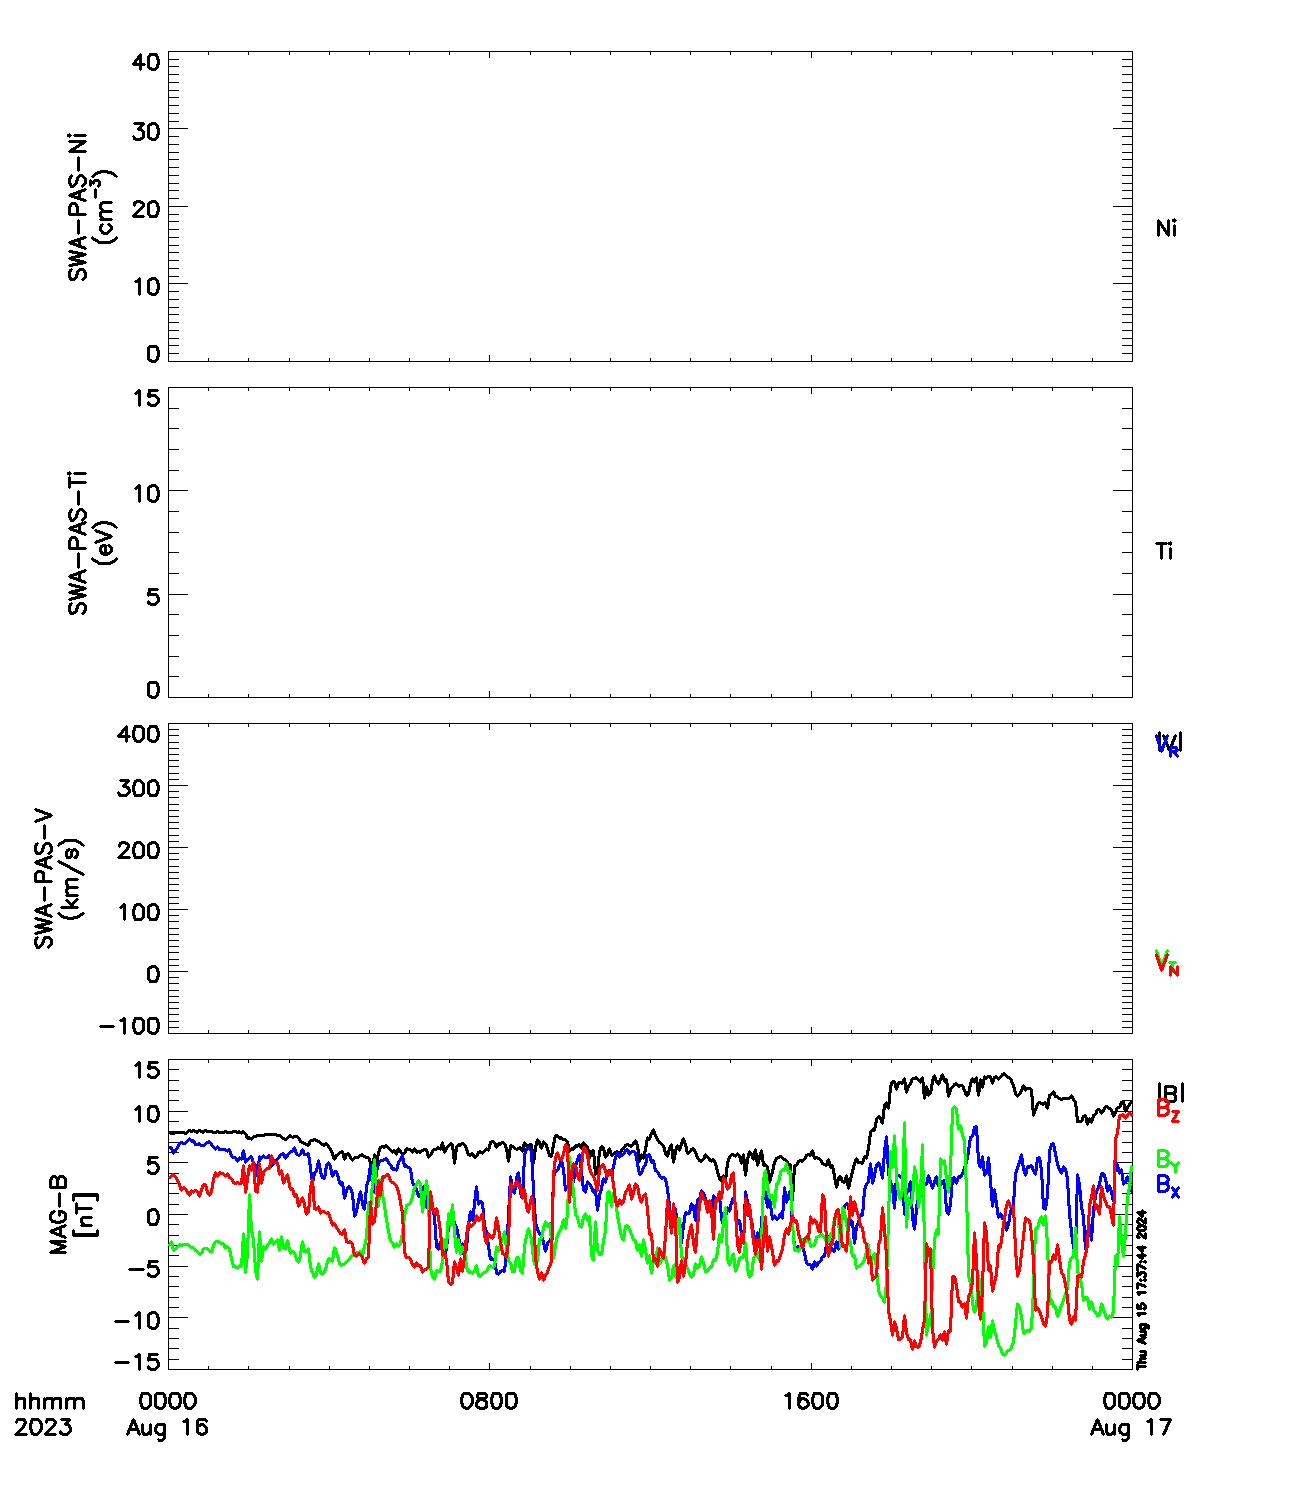 SWA-PAS-Ni
(cm⁻³)
40
30
20
10
0
Ni
SWA-PAS-Ti
(eV)
15
10
5
0
Ti
SWA-PAS-V
(km/s)
400
300
200
100
0
-100
|V|
V_R
V_T
V_N
MAG-B
[nT]
15
10
5
0
-5
-10
-15
|B|
B_Z
B_Y
B_X
Thu Aug 15 17:37:44 2024
hhmm 0000 0800 1600 0000
2023 Aug 16 Aug 17